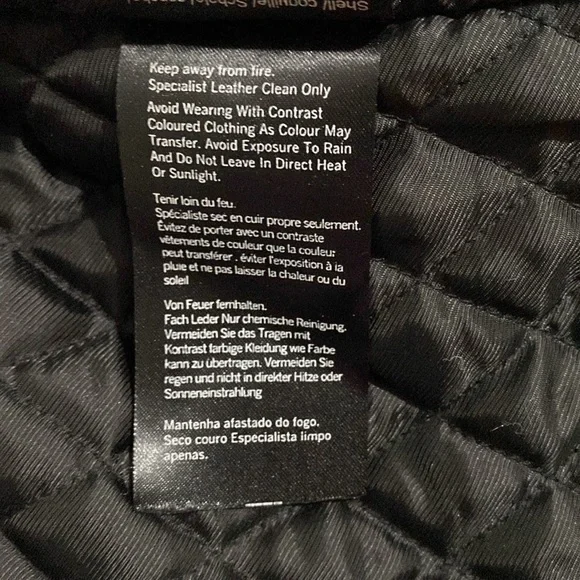 Shell/ coquille/ Schale/
Keep away from fire.
Specialist Leather Clean Only
Avoid Wearing With Contrast
Coloured Clothing As Colour May
Transfer. Avoid Exposure To Rain
And Do Not Leave In Direct Heat
Or Sunlight.
Tenir loin du feu.
Spécialiste sec en cuir propre seulement.
Évitez de porter avec un contraste
vêtements de couleur que la couleur
peut transférer . éviter l'exposition à la
pluie et ne pas laisser la chaleur ou du
soleil
Von Feuer fernhalten.
Fach Leder Nur chemische Reinigung.
Vermeiden Sie das Tragen mit
Kontrast farbige Kleidung wie Farbe
kann zu übertragen. Vermeiden Sie
regen und nicht in direkter Hitze oder
Sonneneinstrahlung
Mantenha afastado do fogo.
Seco couro Especialista limpo
apenas.